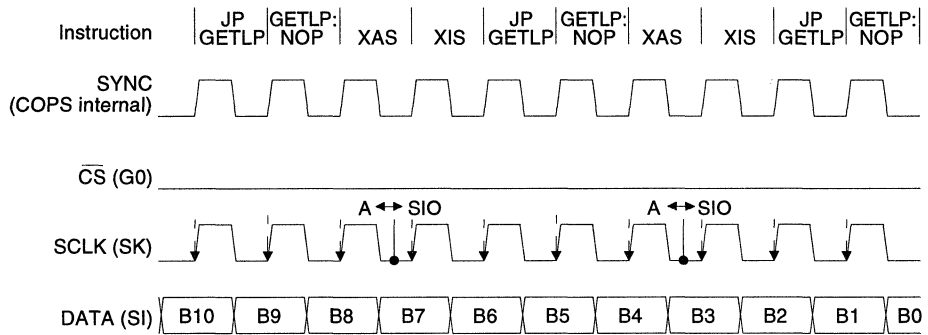 Instruction
JP GETLP
GETLP: NOP
XAS
XIS
JP GETLP
GETLP: NOP
XAS
XIS
JP GETLP
GETLP: NOP
SYNC
(COPS internal)
CS (G0)
A SIO
A SIO
SCLK (SK)
DATA (SI)
B10 B9 B8 B7 B6 B5 B4 B3 B2 B1 B0